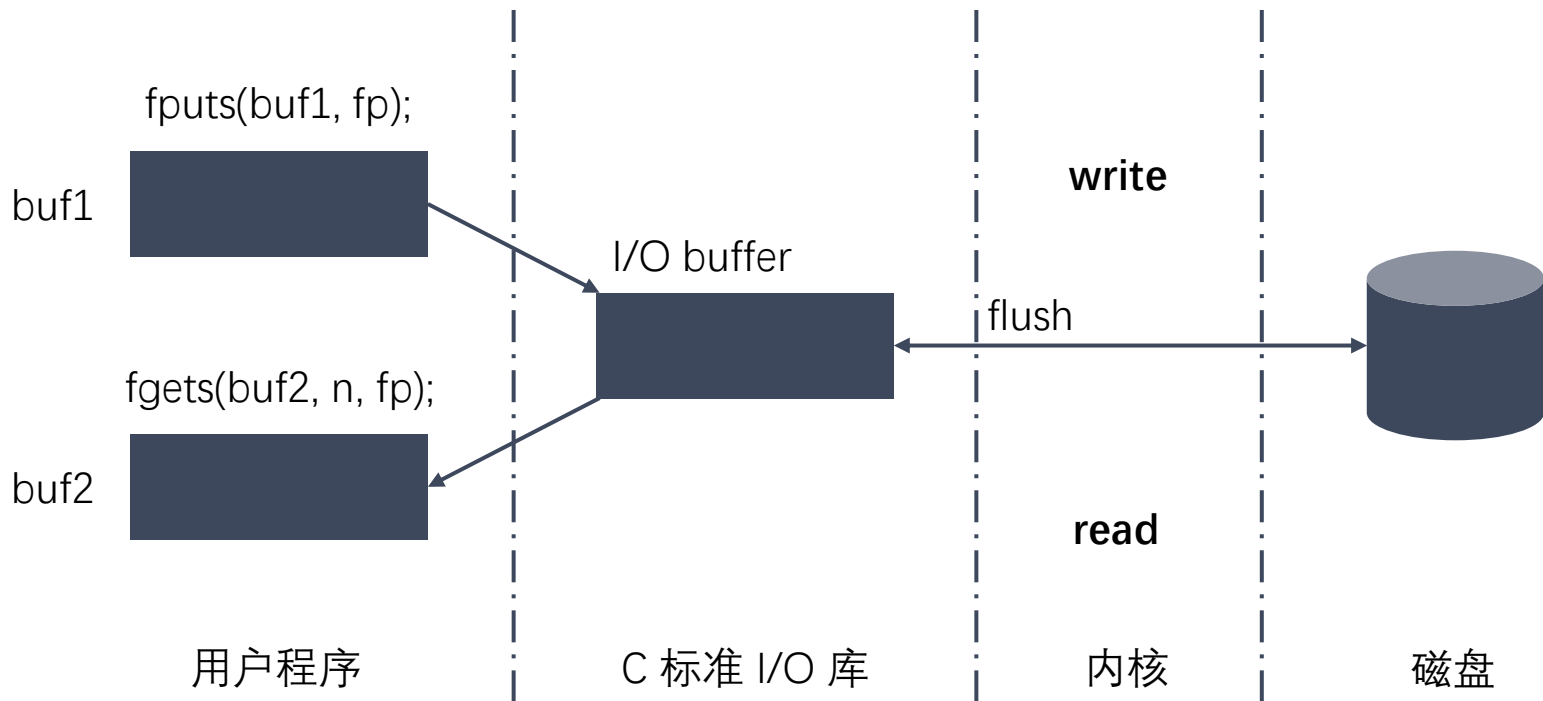 fputs(buf1, fp);
buf1
write
I/O buffer
flush
fgets(buf2, n, fp);
buf2
read
用户程序
C 标准 I/O 库
内核
磁盘